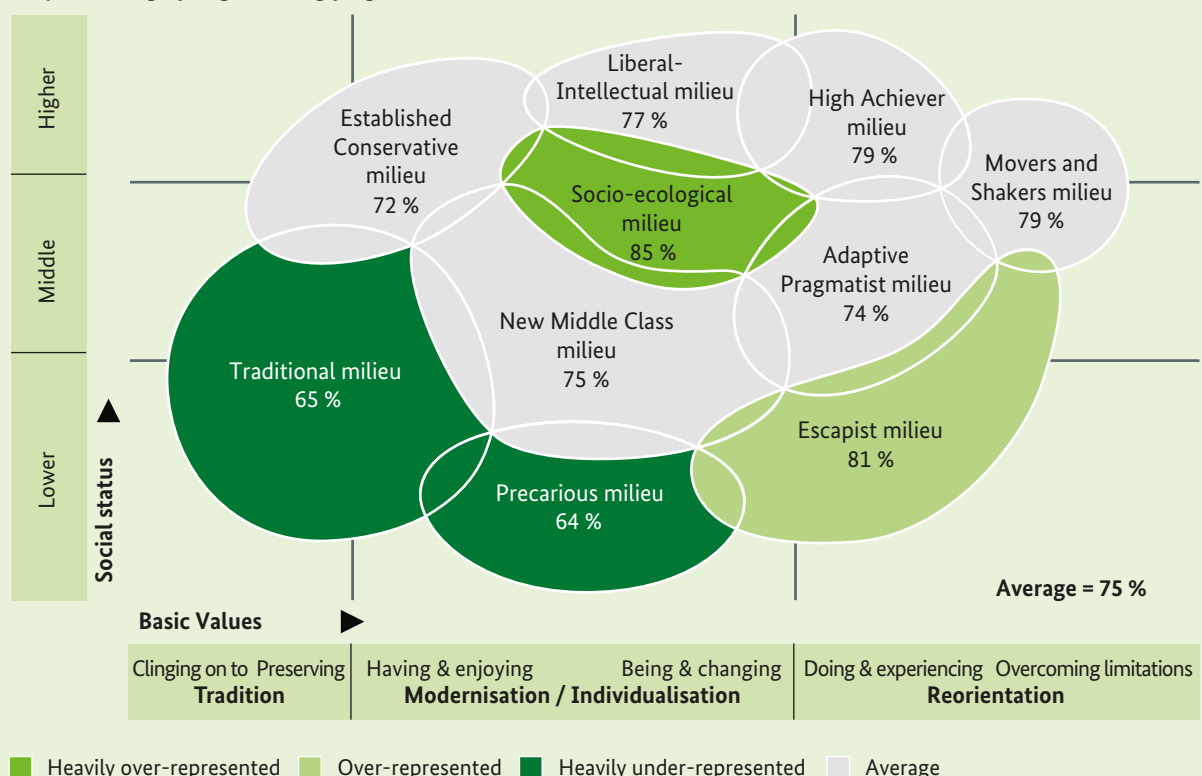 Higher
Middle
Lower
Social status
Established
Conservative
milieu
72 %
Liberal-
Intellectual milieu
77 %
High Achiever
milieu
79 %
Movers and
Shakers milieu
79 %
Socio-ecological
milieu
85 %
Adaptive
Pragmatist milieu
74 %
New Middle Class
milieu
75 %
Traditional milieu
65 %
Escapist milieu
81 %
Precarious milieu
64 %
Average = 75 %
Basic Values
Clinging on to Preserving
Tradition
Having & enjoying Being & changing
Modernisation / Individualisation
Doing & experiencing Overcoming limitations
Reorientation
Heavily over-represented Over-represented Heavily under-represented Average